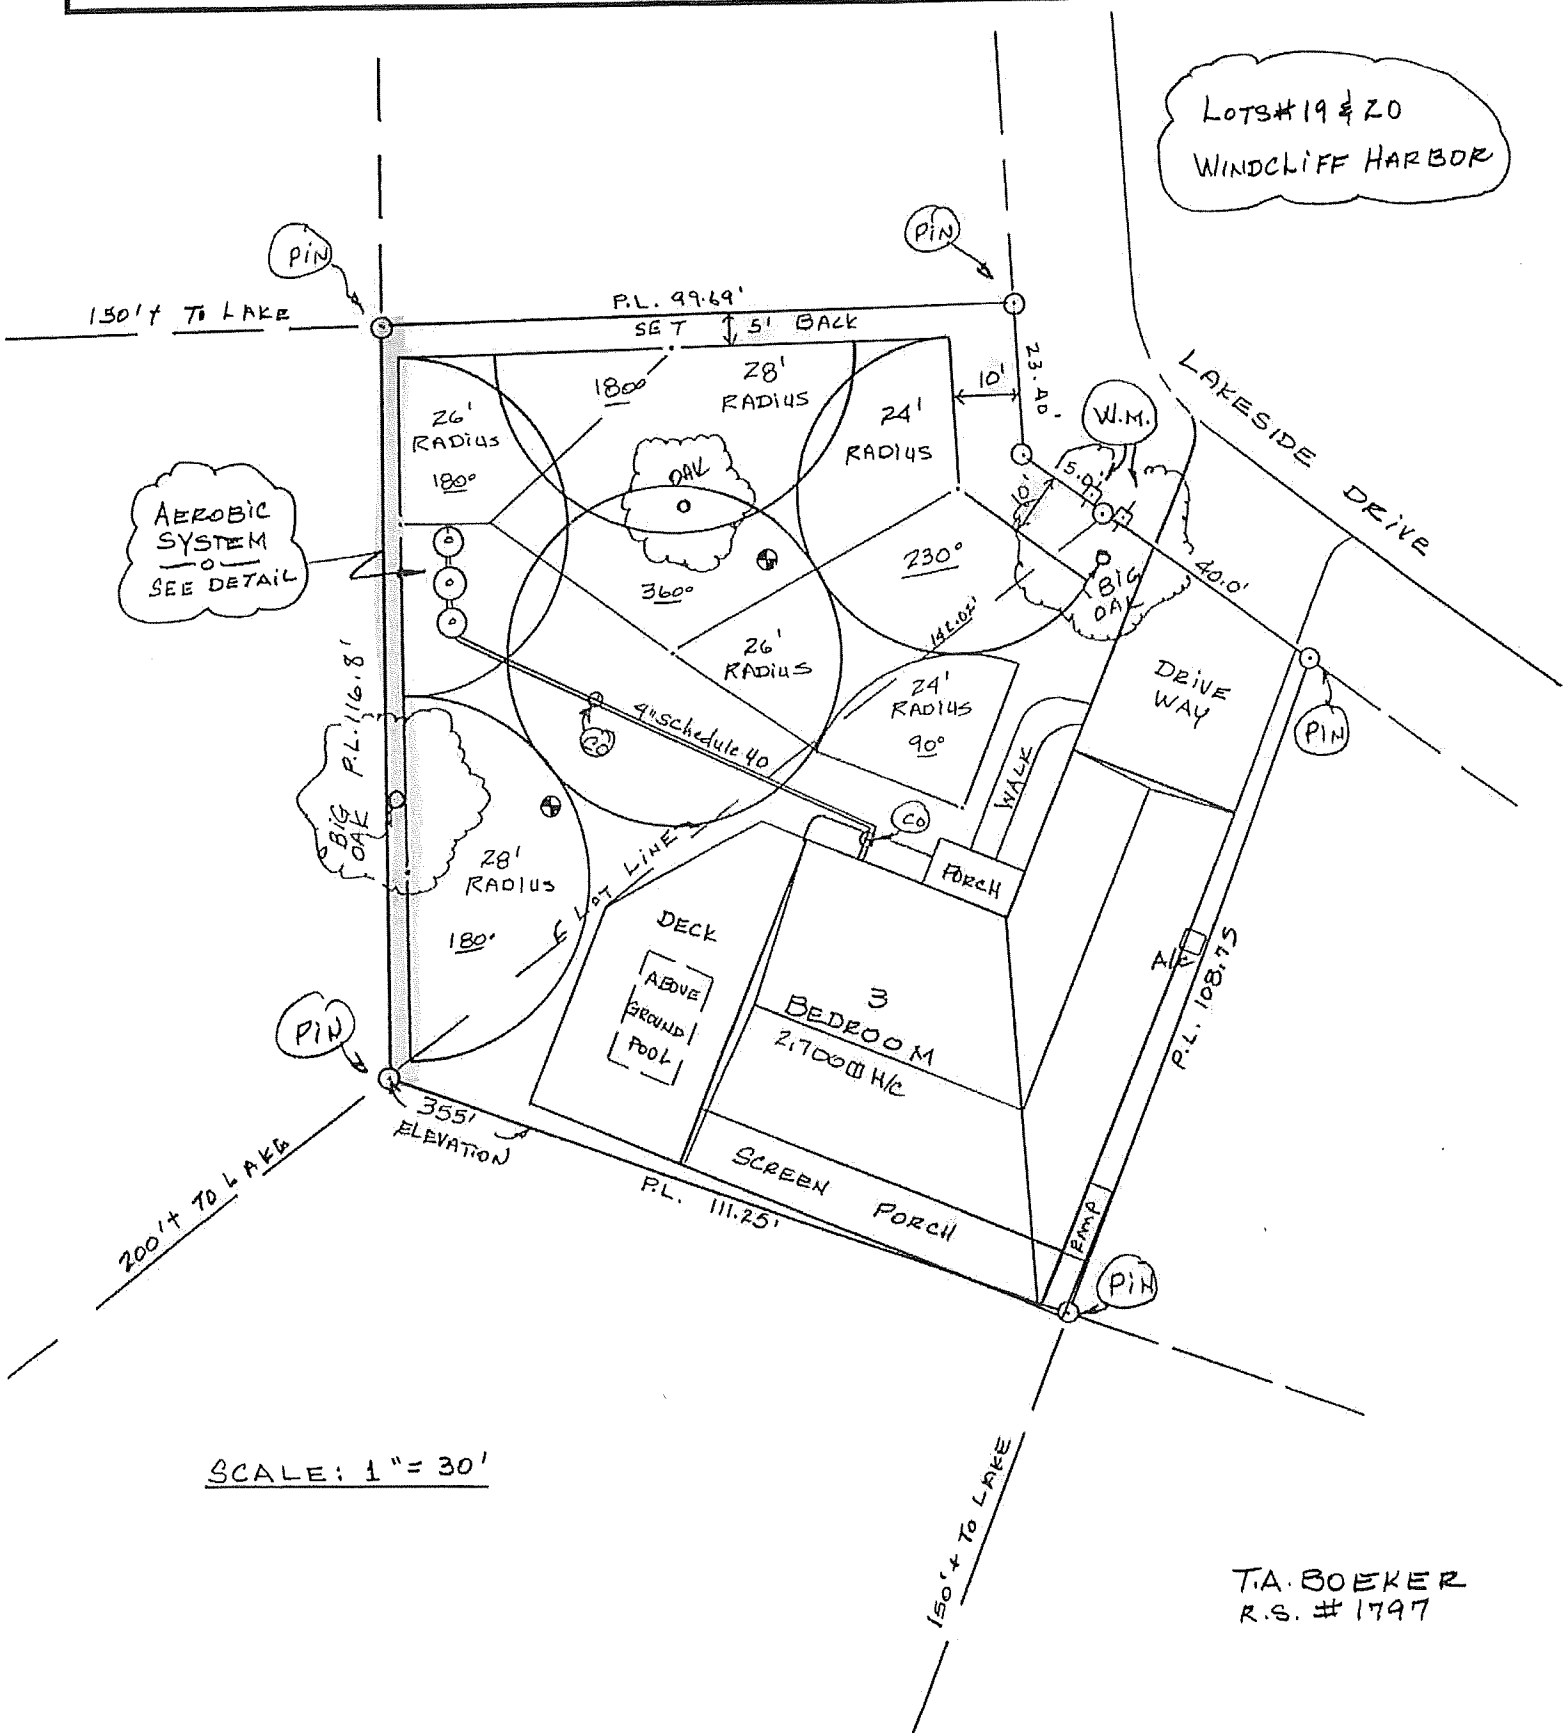 LOTS# 19 & 20
WINDCLIFF HARBOR
PIN
PIN
150'+ TO LAKE
P.L. 99.69'
SET 5' BACK
LAKESIDE DRIVE
23.40'
10'
W.M.
180°
28'
RADIUS
26'
RADIUS
180°
24'
RADIUS
OAK
5.0'
10'
AEROBIC
SYSTEM
SEE DETAIL
230°
360°
BIG
OAK
40.0'
142.02'
26'
RADIUS
24'
RADIUS
90°
DRIVE
WAY
PIN
P.L. 116.8'
4" Schedule 40
CO
CO
WALK
BIG
OAK
28'
RADIUS
180°
LOT LINE
PORCH
DECK
ABOVE
GROUND
POOL
3
BEDROOM
2,700 H/C
A/C
P.L. 108.75
PIN
355'
ELEVATION
200'+ TO LAKE
P.L. 111.25'
SCREEN PORCH
RAMP
PIN
SCALE: 1"= 30'
150'+ TO LAKE
T.A. BOEKER
R.S. # 1797